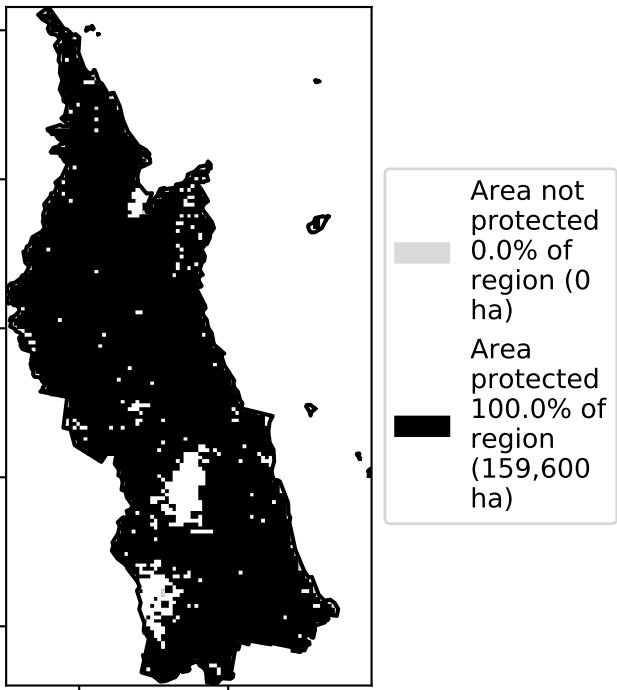 Area not
protected
0.0% of
region (0
ha)
Area
protected
100.0% of
region
(159,600
ha)